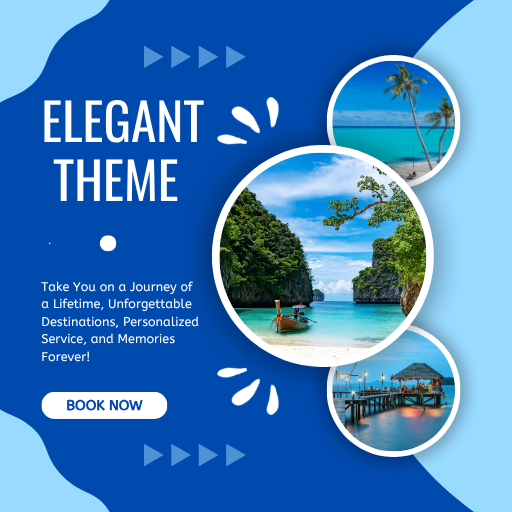 ELEGANT
THEME
Take You on a Journey of
a Lifetime, Unforgettable
Destinations, Personalized
Service, and Memories
Forever!
BOOK NOW